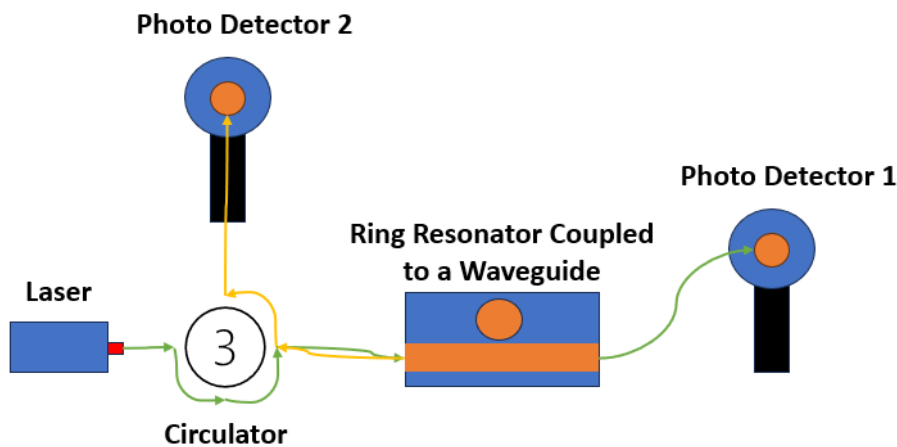 Photo Detector 2
Photo Detector 1
Ring Resonator Coupled
to a Waveguide
Laser
3
Circulator